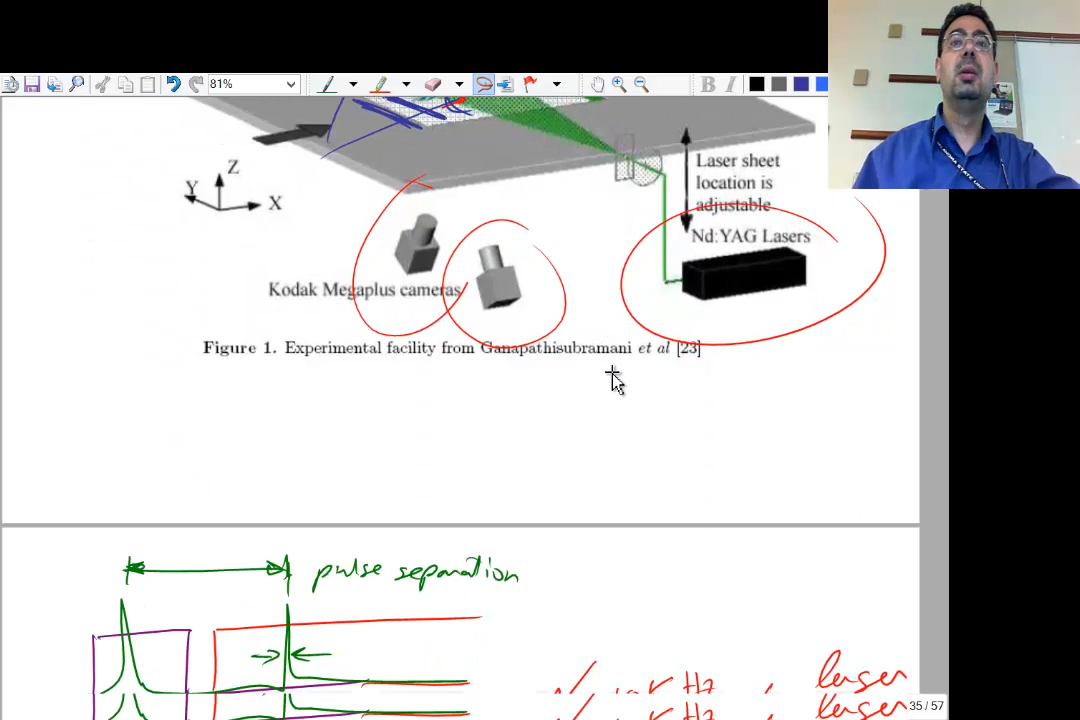 81%
B I
Z
Y
X
Laser sheet
location is
adjustable
Nd:YAG Lasers
Kodak Megaplus cameras
Figure 1. Experimental facility from Ganapathisubramani et al [23]
pulse separation
laser
laser
35 / 57